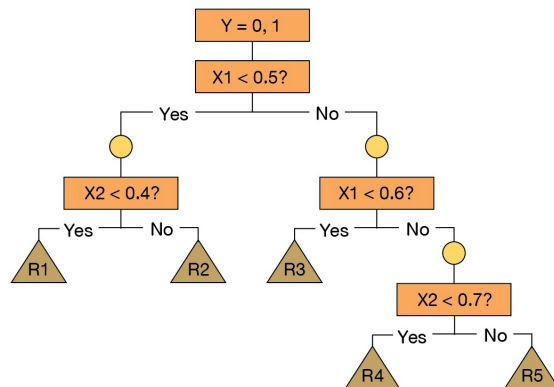 Y = 0, 1
X1 < 0.5?
Yes No
X2 < 0.4? X1 < 0.6?
Yes No Yes No
R1 R2 R3
X2 < 0.7?
Yes No
R4 R5